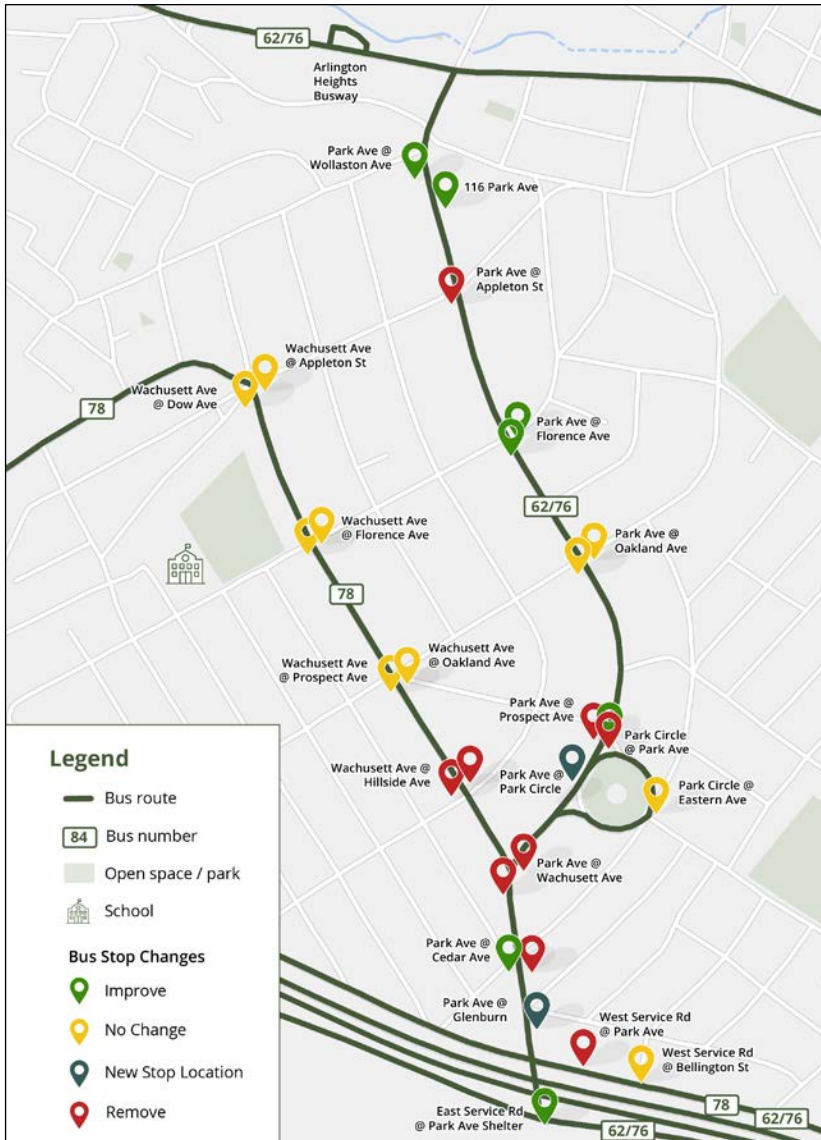 62/76
Arlington
Heights
Busway
Park Ave @
Wollaston Ave
116 Park Ave
Park Ave @
Appleton St
Wachusett Ave
@ Appleton St
Wachusett Ave
@ Dow Ave
78
Park Ave @
Florence Ave
62/76
Wachusett Ave
@ Florence Ave
Park Ave @
Oakland Ave
78
Wachusett Ave
@ Oakland Ave
Wachusett Ave
@ Prospect Ave
Park Ave @
Prospect Ave
Park Circle
@ Park Ave
Wachusett Ave @
Hillside Ave
Park Ave @
Park Circle
Park Circle @
Eastern Ave
Park Ave @
Wachusett Ave
Park Ave @
Cedar Ave
Park Ave @
Glenburn
West Service Rd
@ Park Ave
West Service Rd
@ Bellington St
East Service Rd
@ Park Ave Shelter
78
62/76
62/76
Legend
Bus route
84
Bus number
Open space / park
School
Bus Stop Changes
Improve
No Change
New Stop Location
Remove